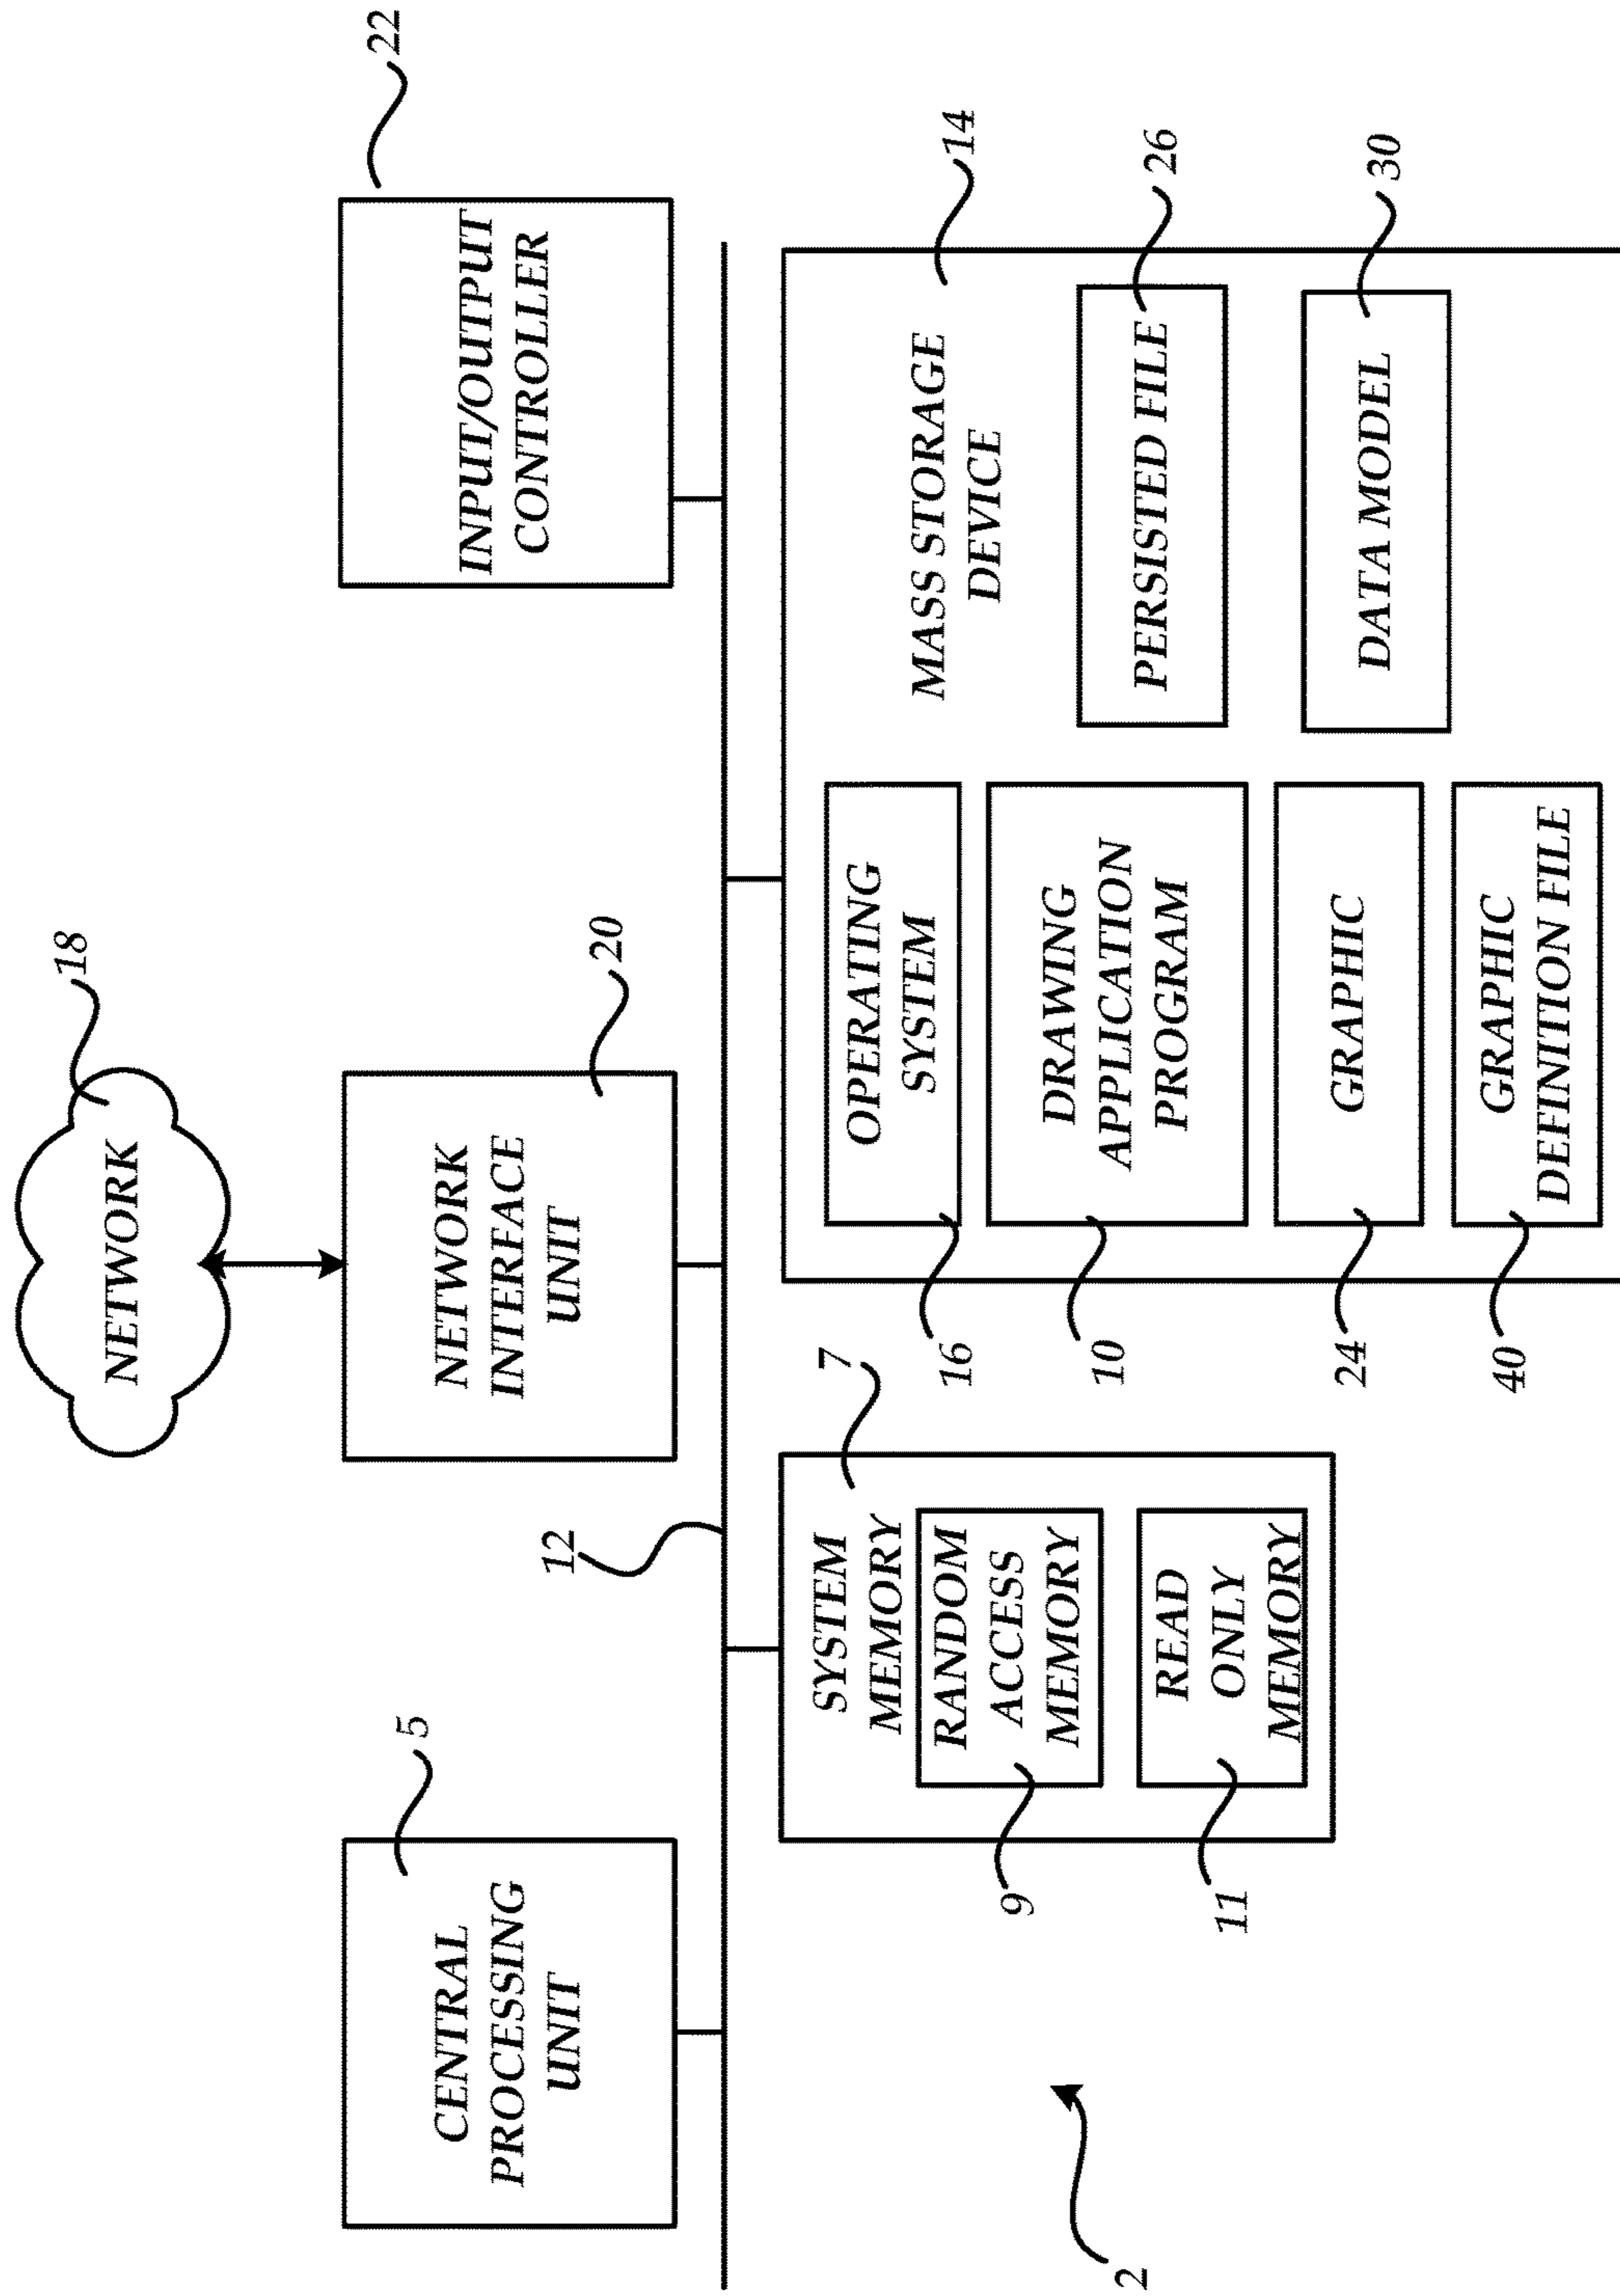 18
NETWORK
22
5
20
CENTRAL
PROCESSING
UNIT
NETWORK
INTERFACE
UNIT
INPUT/OUTPUT
CONTROLLER
12
7
SYSTEM
MEMORY
RANDOM
ACCESS
MEMORY
9
READ
ONLY
MEMORY
11
14
MASS STORAGE
DEVICE
OPERATING
SYSTEM
16
DRAWING
APPLICATION
PROGRAM
10
PERSISTED FILE
26
GRAPHIC
24
DATA MODEL
30
GRAPHIC
DEFINITION FILE
40
2